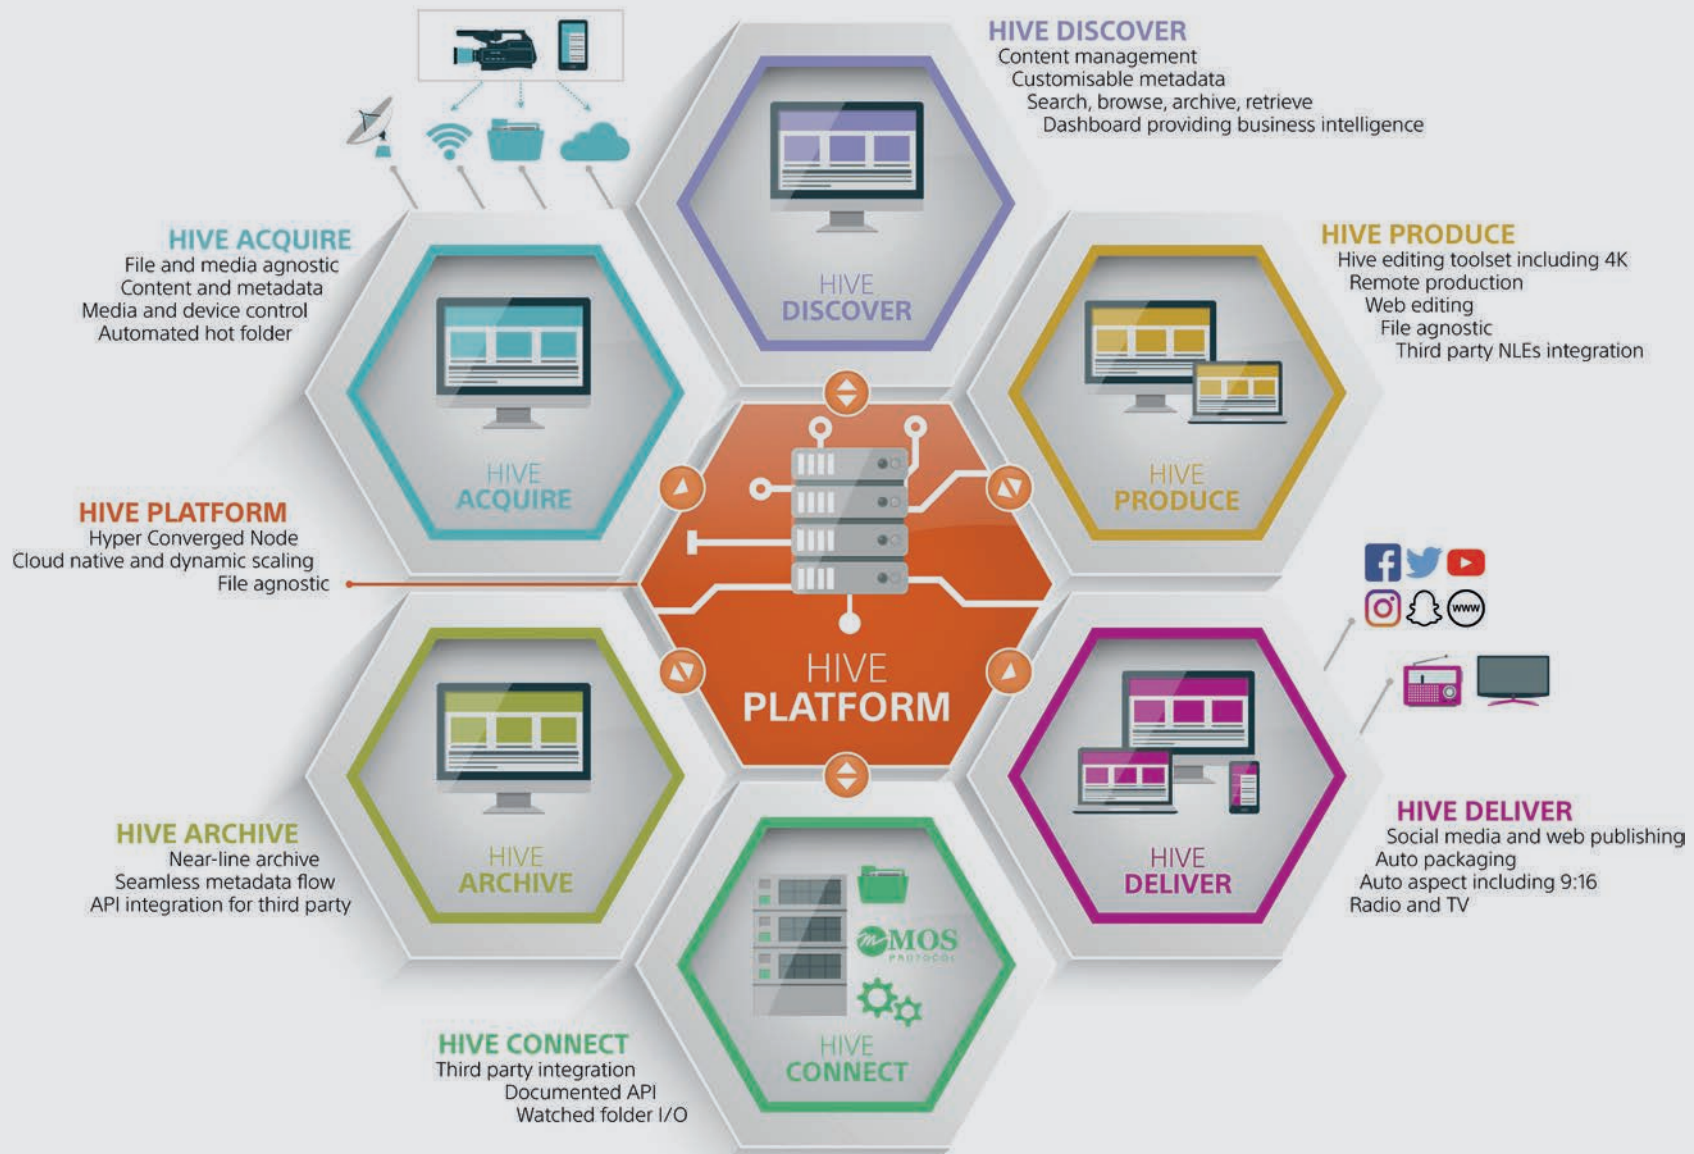 HIVE DISCOVER
Content management
Customisable metadata
Search, browse, archive, retrieve
Dashboard providing business intelligence
HIVE ACQUIRE
File and media agnostic
Content and metadata
Media and device control
Automated hot folder
HIVE PRODUCE
Hive editing toolset including 4K
Remote production
Web editing
File agnostic
Third party NLEs integration
HIVE
DISCOVER
HIVE
ACQUIRE
HIVE
PRODUCE
HIVE PLATFORM
Hyper Converged Node
Cloud native and dynamic scaling
File agnostic
HIVE
PLATFORM
www
HIVE ARCHIVE
Near-line archive
Seamless metadata flow
API integration for third party
HIVE
ARCHIVE
HIVE
DELIVER
HIVE DELIVER
Social media and web publishing
Auto packaging
Auto aspect including 9:16
Radio and TV
MOS
PROTOCOL
HIVE
CONNECT
HIVE CONNECT
Third party integration
Documented API
Watched folder I/O